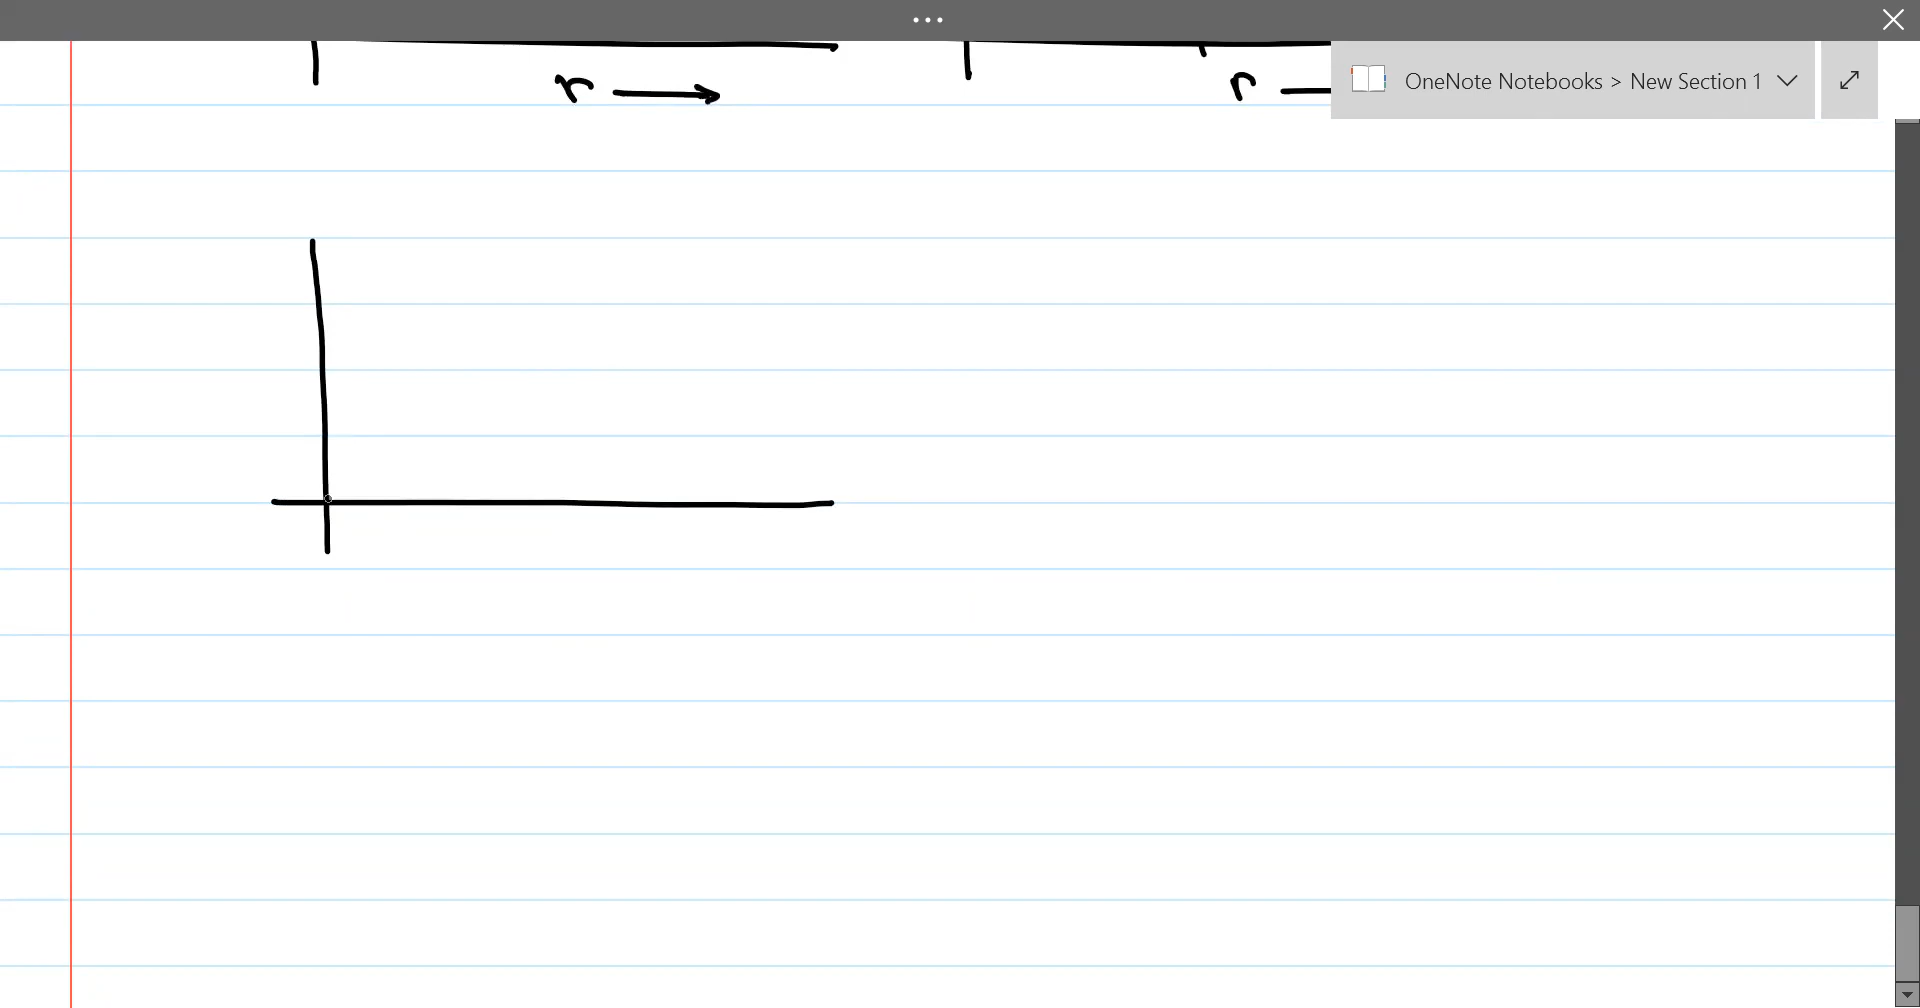 OneNote Notebooks > New Section 1
r → r